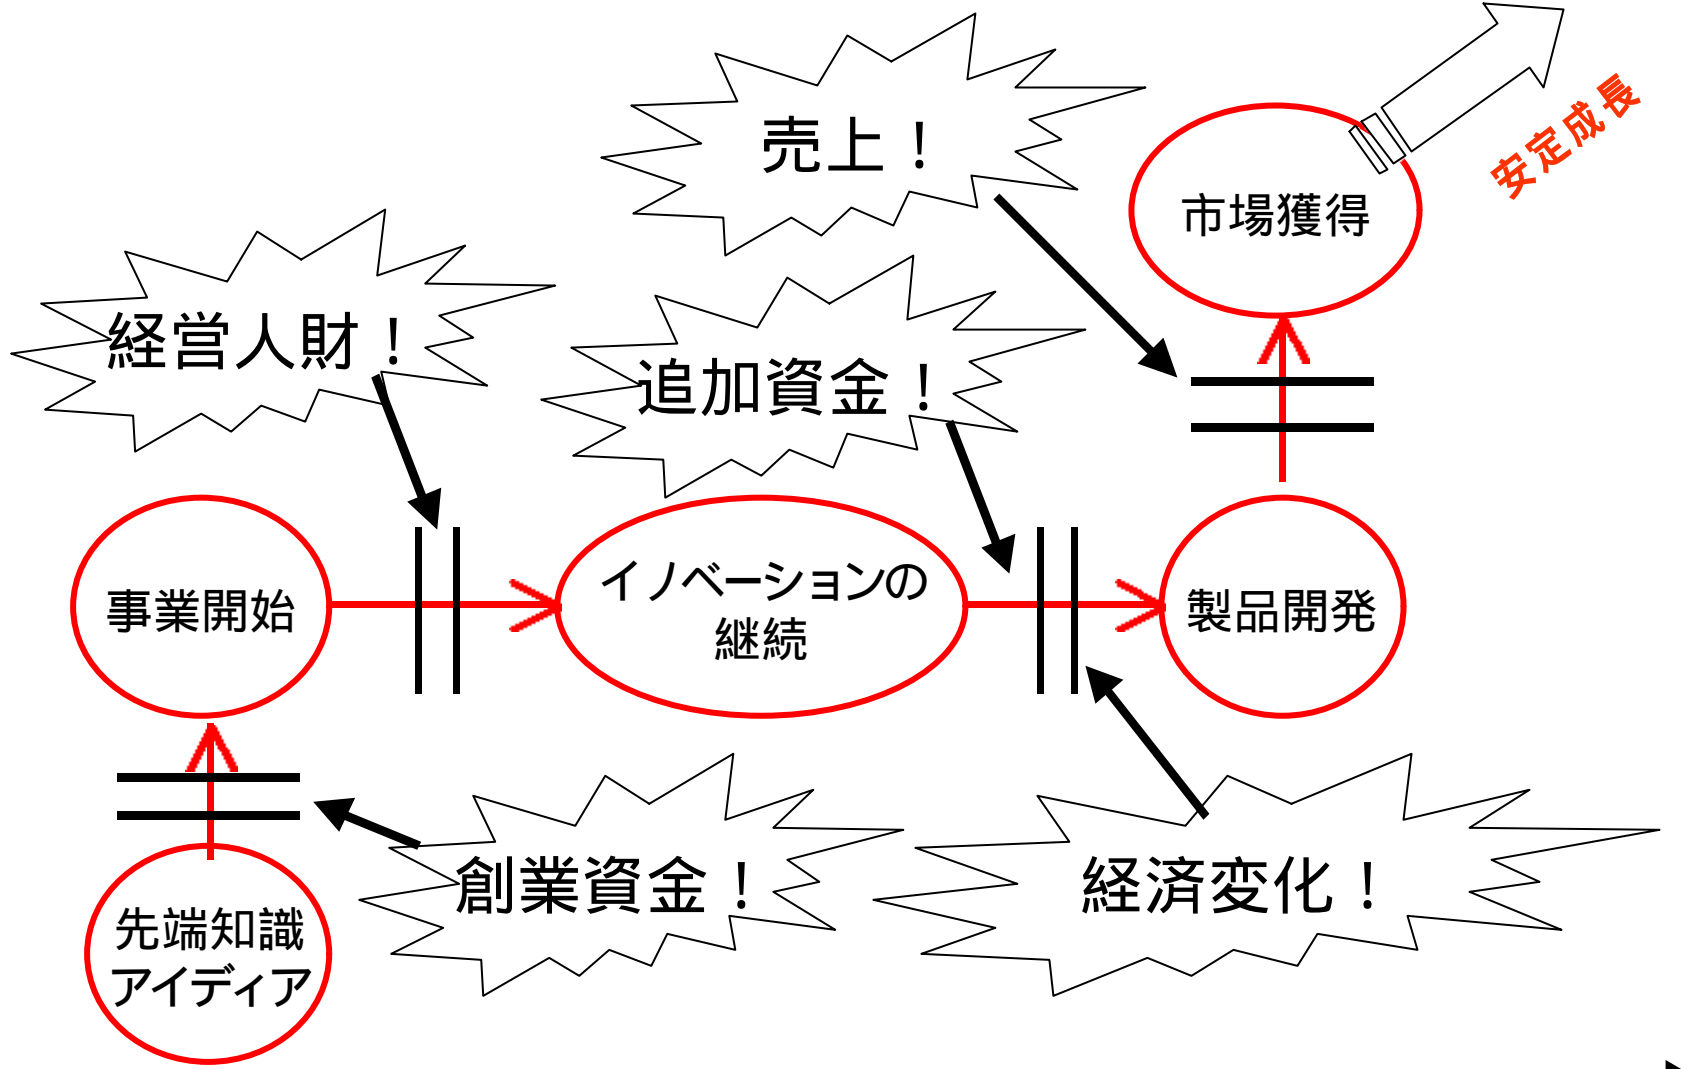 売上！
安定成長
市場獲得
経営人財！
追加資金！
事業開始
イノベーションの
継続
製品開発
創業資金！
経済変化！
先端知識
アイディア